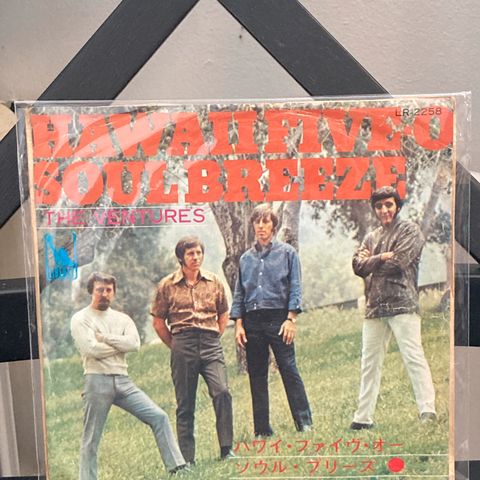 LR-2258
HAWAII FIVE-O
SOUL BREEZE
THE VENTURES
ハワイ・ファイヴ・オー
ソウル・ブリーズ